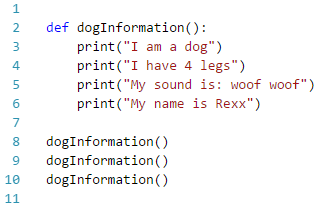 1
2 def dogInformation():
3     print("I am a dog")
4     print("I have 4 legs")
5     print("My sound is: woof woof")
6     print("My name is Rexx")
7
8 dogInformation()
9 dogInformation()
10 dogInformation()
11